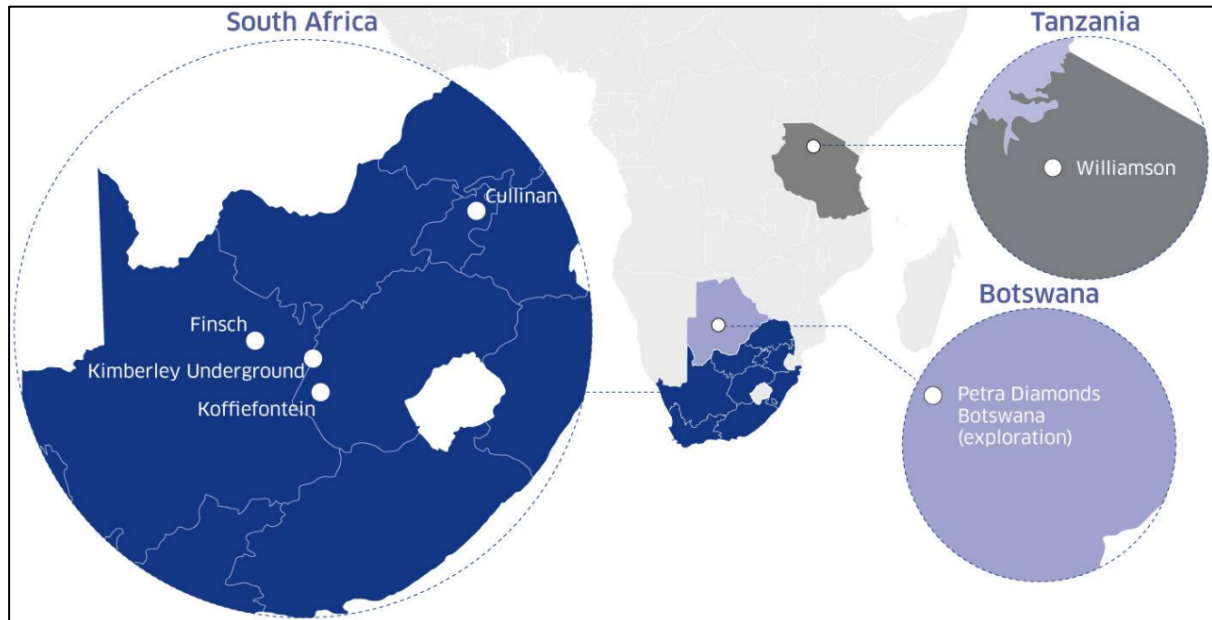 South Africa
Tanzania
Cullinan
Williamson
Botswana
Finsch
Kimberley Underground
Koffiefontein
Petra Diamonds
Botswana
(exploration)